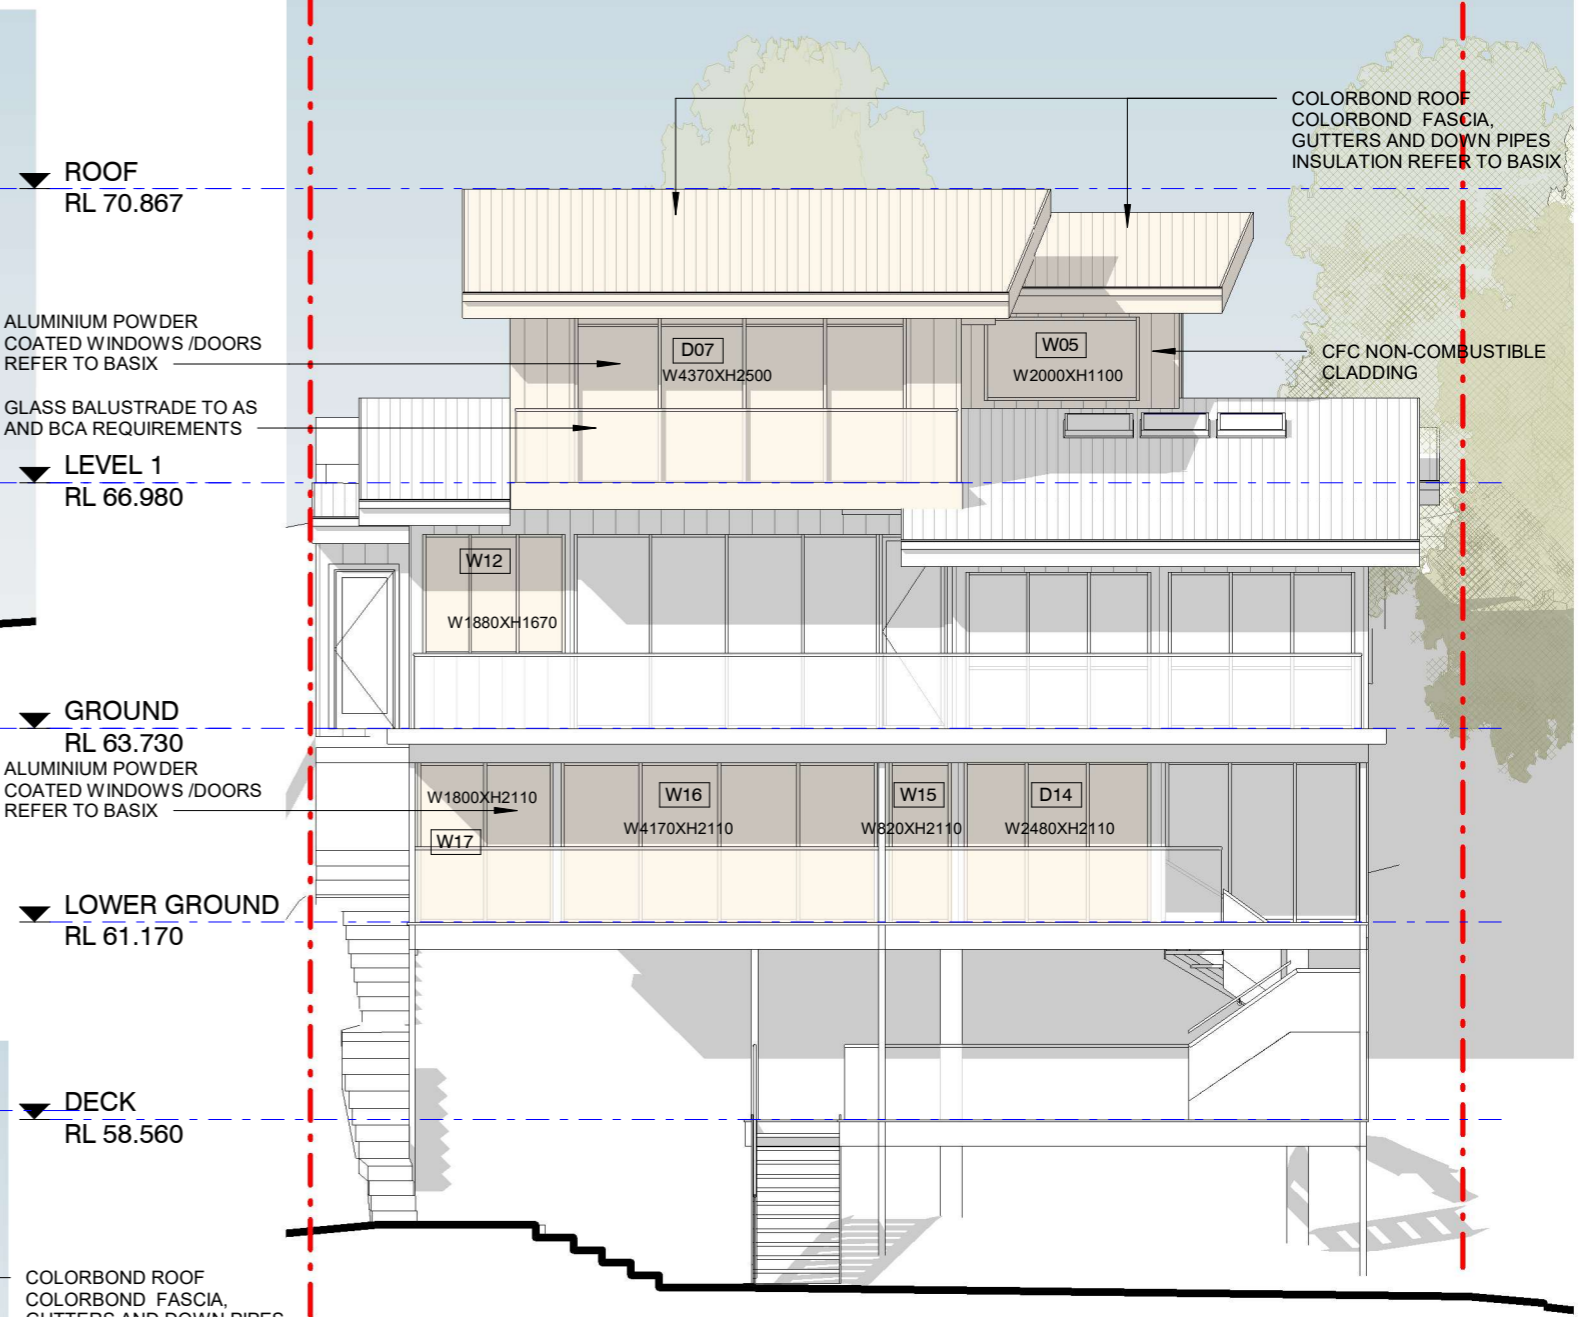 COLORBOND ROOF
COLORBOND FASCIA,
GUTTERS AND DOWN PIPES
INSULATION REFER TO BASIX
ROOF
RL 70.867
ALUMINIUM POWDER
COATED WINDOWS /DOORS
REFER TO BASIX
D07
W4370XH2500
W05
W2000XH1100
CFC NON-COMBUSTIBLE
CLADDING
GLASS BALUSTRADE TO AS
AND BCA REQUIREMENTS
LEVEL 1
RL 66.980
W12
W1880XH1670
GROUND
RL 63.730
ALUMINIUM POWDER
COATED WINDOWS /DOORS
REFER TO BASIX
W1800XH2110
W17
W16
W4170XH2110
W15
W820XH2110
D14
W2480XH2110
LOWER GROUND
RL 61.170
DECK
RL 58.560
COLORBOND ROOF
COLORBOND FASCIA,
GUTTERS AND DOWN PIPES